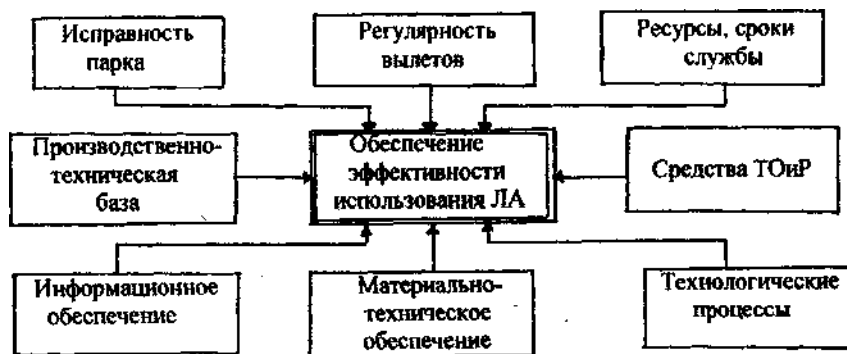 Исправность
парка
Регулярность
вылетов
Ресурсы, сроки
службы
Производственно-
техническая
база
Обеспечение
эффективности
использования ЛА
Средства ТОиР
Информационное
обеспечение
Материально-
техническое
обеспечение
Технологические
процессы